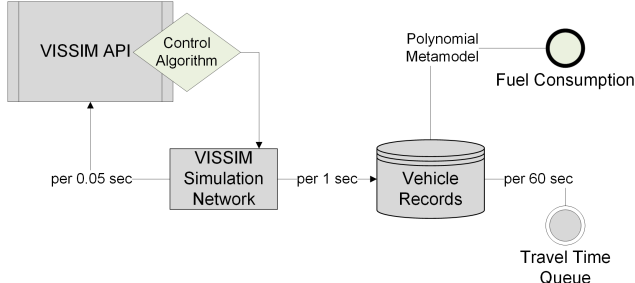 VISSIM API
Control
Algorithm
Polynomial
Metamodel
Fuel Consumption
per 0.05 sec
VISSIM
Simulation
Network
per 1 sec
Vehicle
Records
per 60 sec
Travel Time
Queue